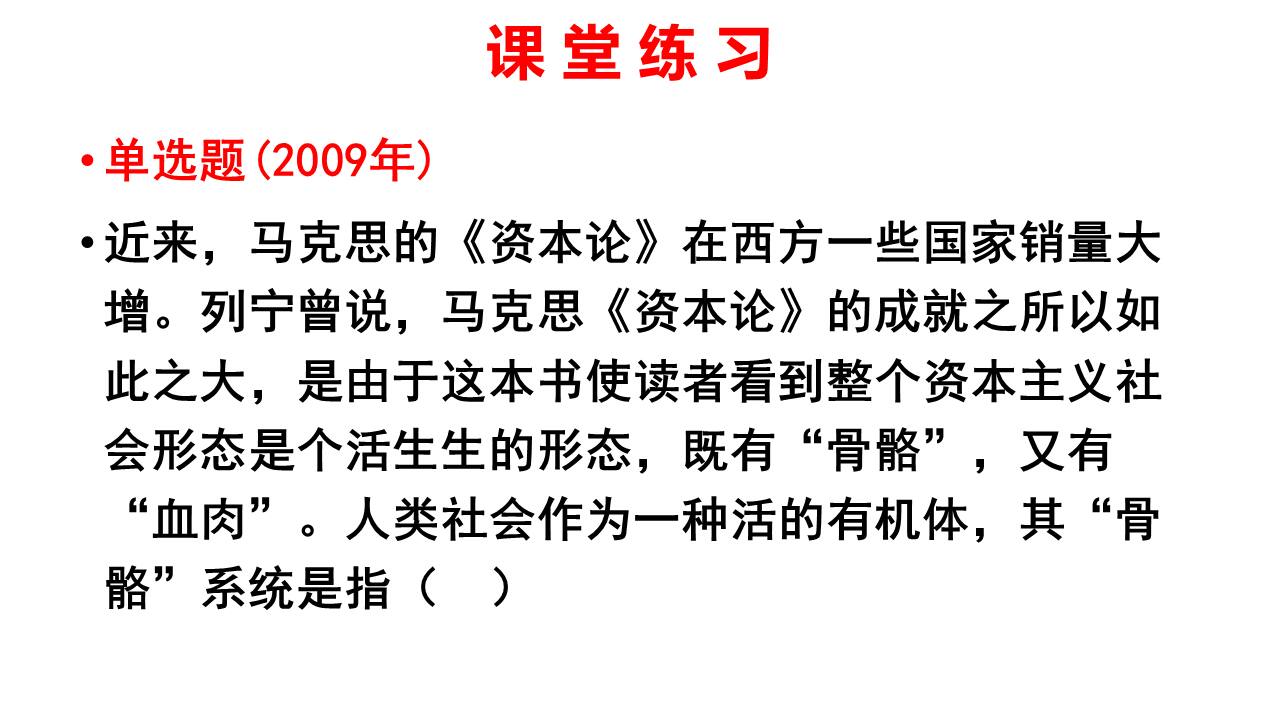 课堂练习
•单选题(2009年)
•近来，马克思的《资本论》在西方一些国家销量大
增。列宁曾说，马克思《资本论》的成就之所以如
此之大，是由于这本书使读者看到整个资本主义社
会形态是个活生生的形态，既有“骨骼”，又有
“血肉”。人类社会作为一种活的有机体，其“骨
骼”系统是指（ ）